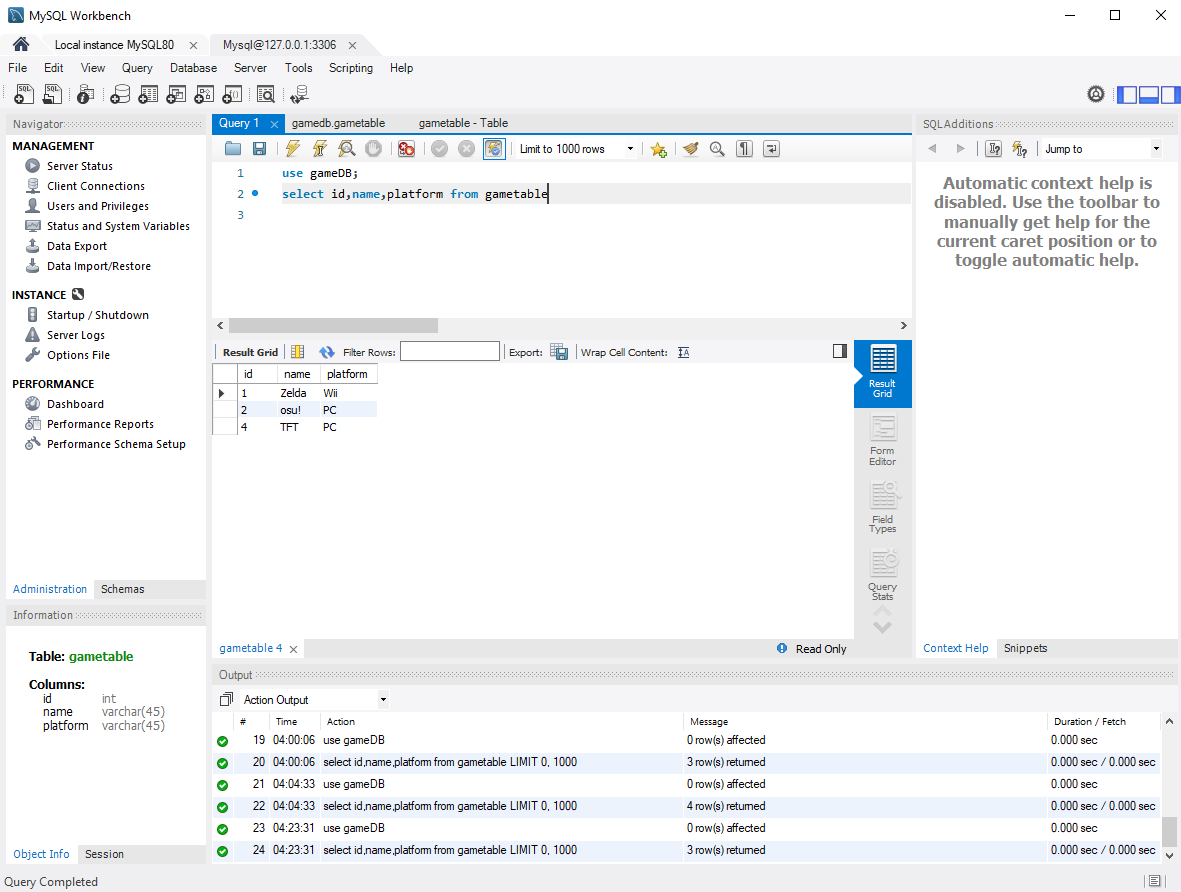 MySQL Workbench
Local instance MySQL80
Mysql@127.0.0.1:3306
File Edit View Query Database Server Tools Scripting Help
Navigator
MANAGEMENT
Server Status
Client Connections
Users and Privileges
Status and System Variables
Data Export
Data Import/Restore
INSTANCE
Startup / Shutdown
Server Logs
Options File
PERFORMANCE
Dashboard
Performance Reports
Performance Schema Setup
Administration Schemas
Information
Table: gametable
Columns:
id int
name varchar(45)
platform varchar(45)
Object Info Session
Query 1 gamedb.gametable gametable - Table
Limit to 1000 rows
1 use gameDB;
2 select id,name,platform from gametable
3
Result Grid Filter Rows: Export: Wrap Cell Content:
id name platform
1 Zelda Wii
2 osu! PC
4 TFT PC
Result
Grid
Form
Editor
Field
Types
Query
Stats
gametable 4 Read Only
SQLAdditions
Jump to
Automatic context help is
disabled. Use the toolbar to
manually get help for the
current caret position or to
toggle automatic help.
Context Help Snippets
Output
Action Output
# Time Action Message Duration / Fetch
19 04:00:06 use gameDB 0 row(s) affected 0.000 sec
20 04:00:06 select id,name,platform from gametable LIMIT 0, 1000 3 row(s) returned 0.000 sec / 0.000 sec
21 04:04:33 use gameDB 0 row(s) affected 0.000 sec
22 04:04:33 select id,name,platform from gametable LIMIT 0, 1000 4 row(s) returned 0.000 sec / 0.000 sec
23 04:23:31 use gameDB 0 row(s) affected 0.000 sec
24 04:23:31 select id,name,platform from gametable LIMIT 0, 1000 3 row(s) returned 0.000 sec / 0.000 sec
Query Completed